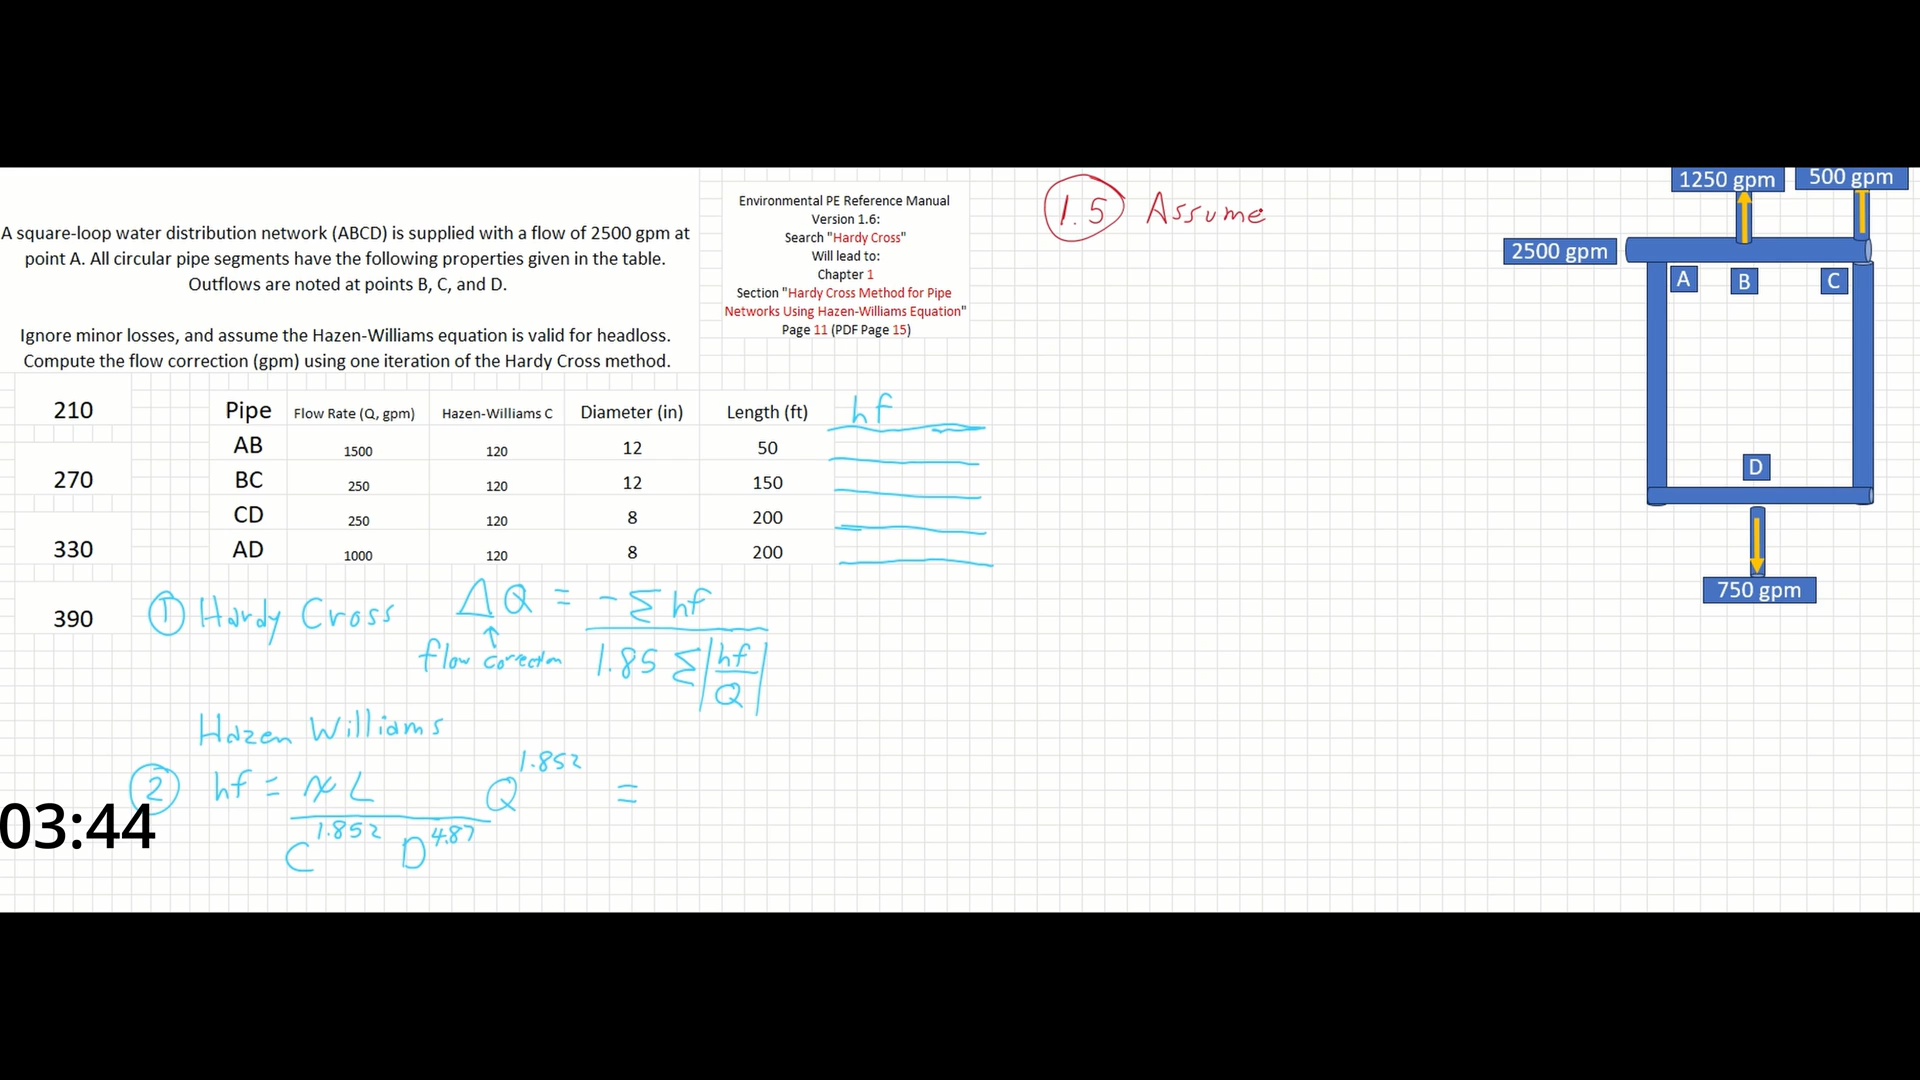 1250 gpm
500 gpm
A square-loop water distribution network (ABCD) is supplied with a flow of 2500 gpm at
point A. All circular pipe segments have the following properties given in the table.
Outflows are noted at points B, C, and D.
Ignore minor losses, and assume the Hazen-Williams equation is valid for headloss.
Compute the flow correction (gpm) using one iteration of the Hardy Cross method.
Environmental PE Reference Manual
Version 1.6:
Search "Hardy Cross"
Will lead to:
Chapter 1
Section "Hardy Cross Method for Pipe
Networks Using Hazen-Williams Equation"
Page 11 (PDF Page 15)
1.5 Assume
2500 gpm
A
B
C
D
750 gpm
210
270
330
390
Pipe Flow Rate (Q, gpm) Hazen-Williams C Diameter (in) Length (ft) hf
AB 1500 120 12 50
BC 250 120 12 150
CD 250 120 8 200
AD 1000 120 8 200
1 Hardy Cross ΔQ = -Σ hf
1.85 Σ|hf
Q|
↑
flow correction
Hazen Williams
2 hf = L Q^1.852 =
C^1.852 D^4.87
03:44